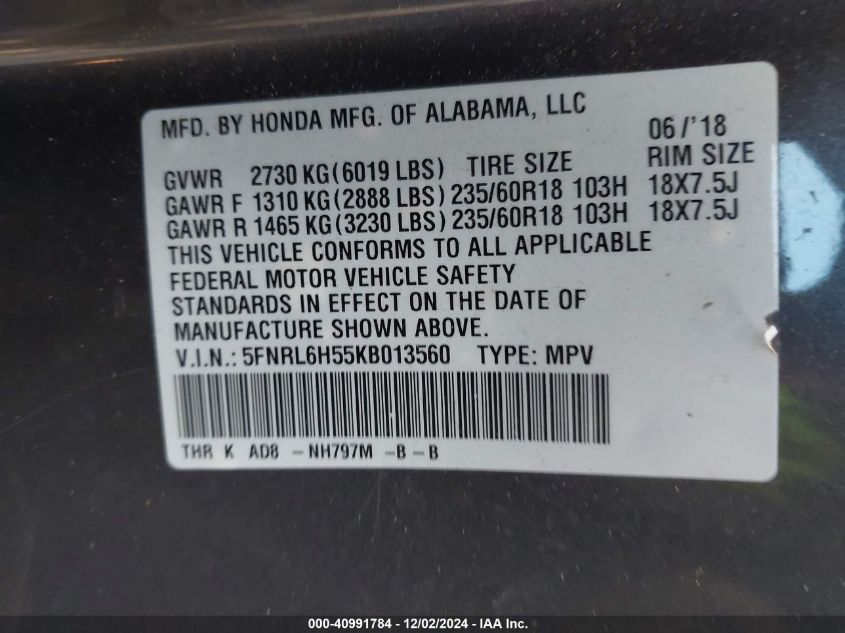 MFD. BY HONDA MFG. OF ALABAMA, LLC 06/'18
GVWR 2730 KG(6019 LBS) TIRE SIZE RIM SIZE
GAWR F 1310 KG(2888 LBS) 235/60R18 103H 18X7.5J
GAWR R 1465 KG(3230 LBS) 235/60R18 103H 18X7.5J
THIS VEHICLE CONFORMS TO ALL APPLICABLE
FEDERAL MOTOR VEHICLE SAFETY
STANDARDS IN EFFECT ON THE DATE OF
MANUFACTURE SHOWN ABOVE.
V.I.N.: 5FNRL6H55KB013560 TYPE: MPV
THR K AD8 - NH797M - B - B
000-40991784 - 12/02/2024 - IAA Inc.